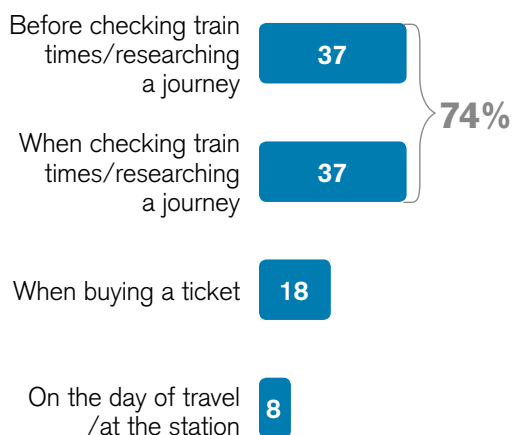 Before checking train
times/researching
a journey
37
74%
When checking train
times/researching
a journey
37
When buying a ticket
18
On the day of travel
/at the station
8